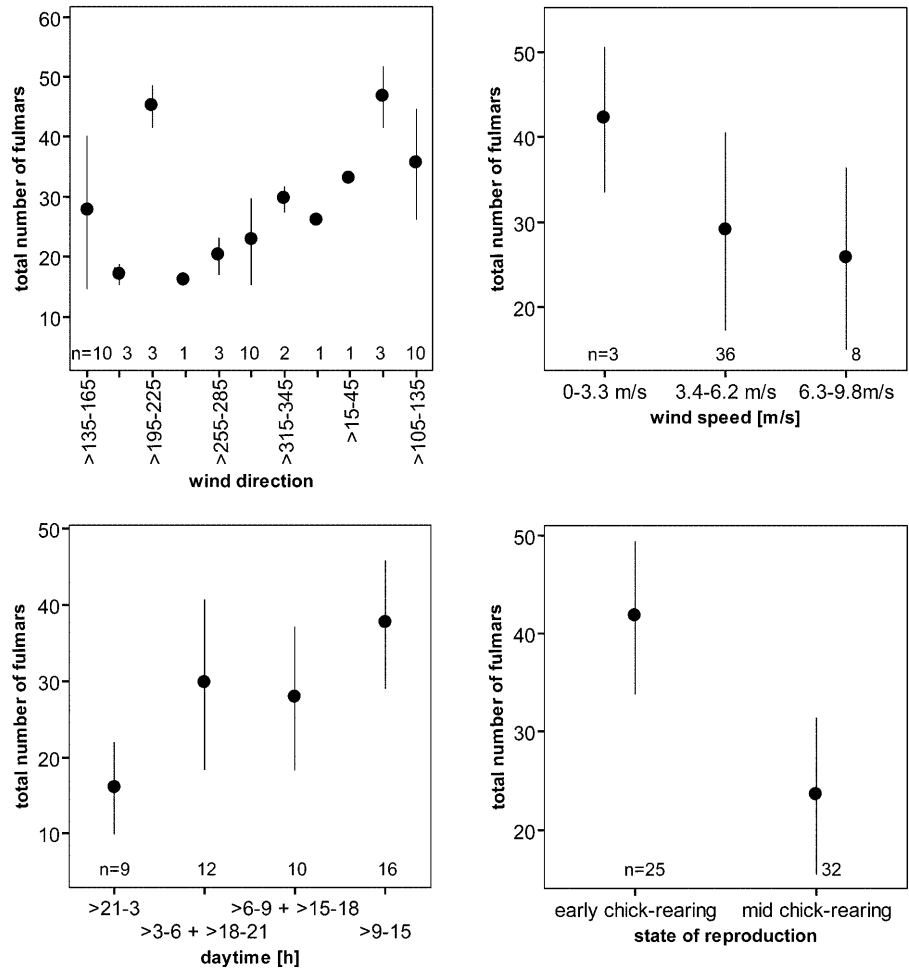 total number of fulmars
60
50
40
30
20
10
n=10 3 3 1 3 10 2 1 1 3 10
>135-165 >195-225 >255-285 >315-345 >15-45 >105-135
wind direction
total number of fulmars
50
40
30
20
n=3 36 8
0-3.3 m/s 3.4-6.2 m/s 6.3-9.8m/s
wind speed [m/s]
total number of fulmars
50
40
30
20
10
n=9 12 10 16
>21-3 >6-9 + >15-18
>3-6 + >18-21 >9-15
daytime [h]
total number of fulmars
50
40
30
20
n=25 32
early chick-rearing mid chick-rearing
state of reproduction